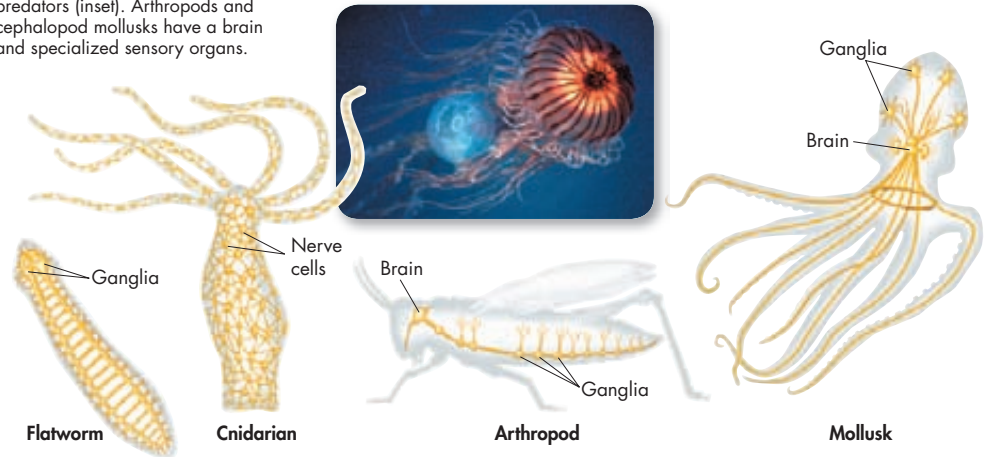 predators (inset). Arthropods and
cephalopod mollusks have a brain
and specialized sensory organs.
Ganglia
Brain
Nerve
cells
Ganglia
Brain
Ganglia
Flatworm
Cnidarian
Arthropod
Mollusk